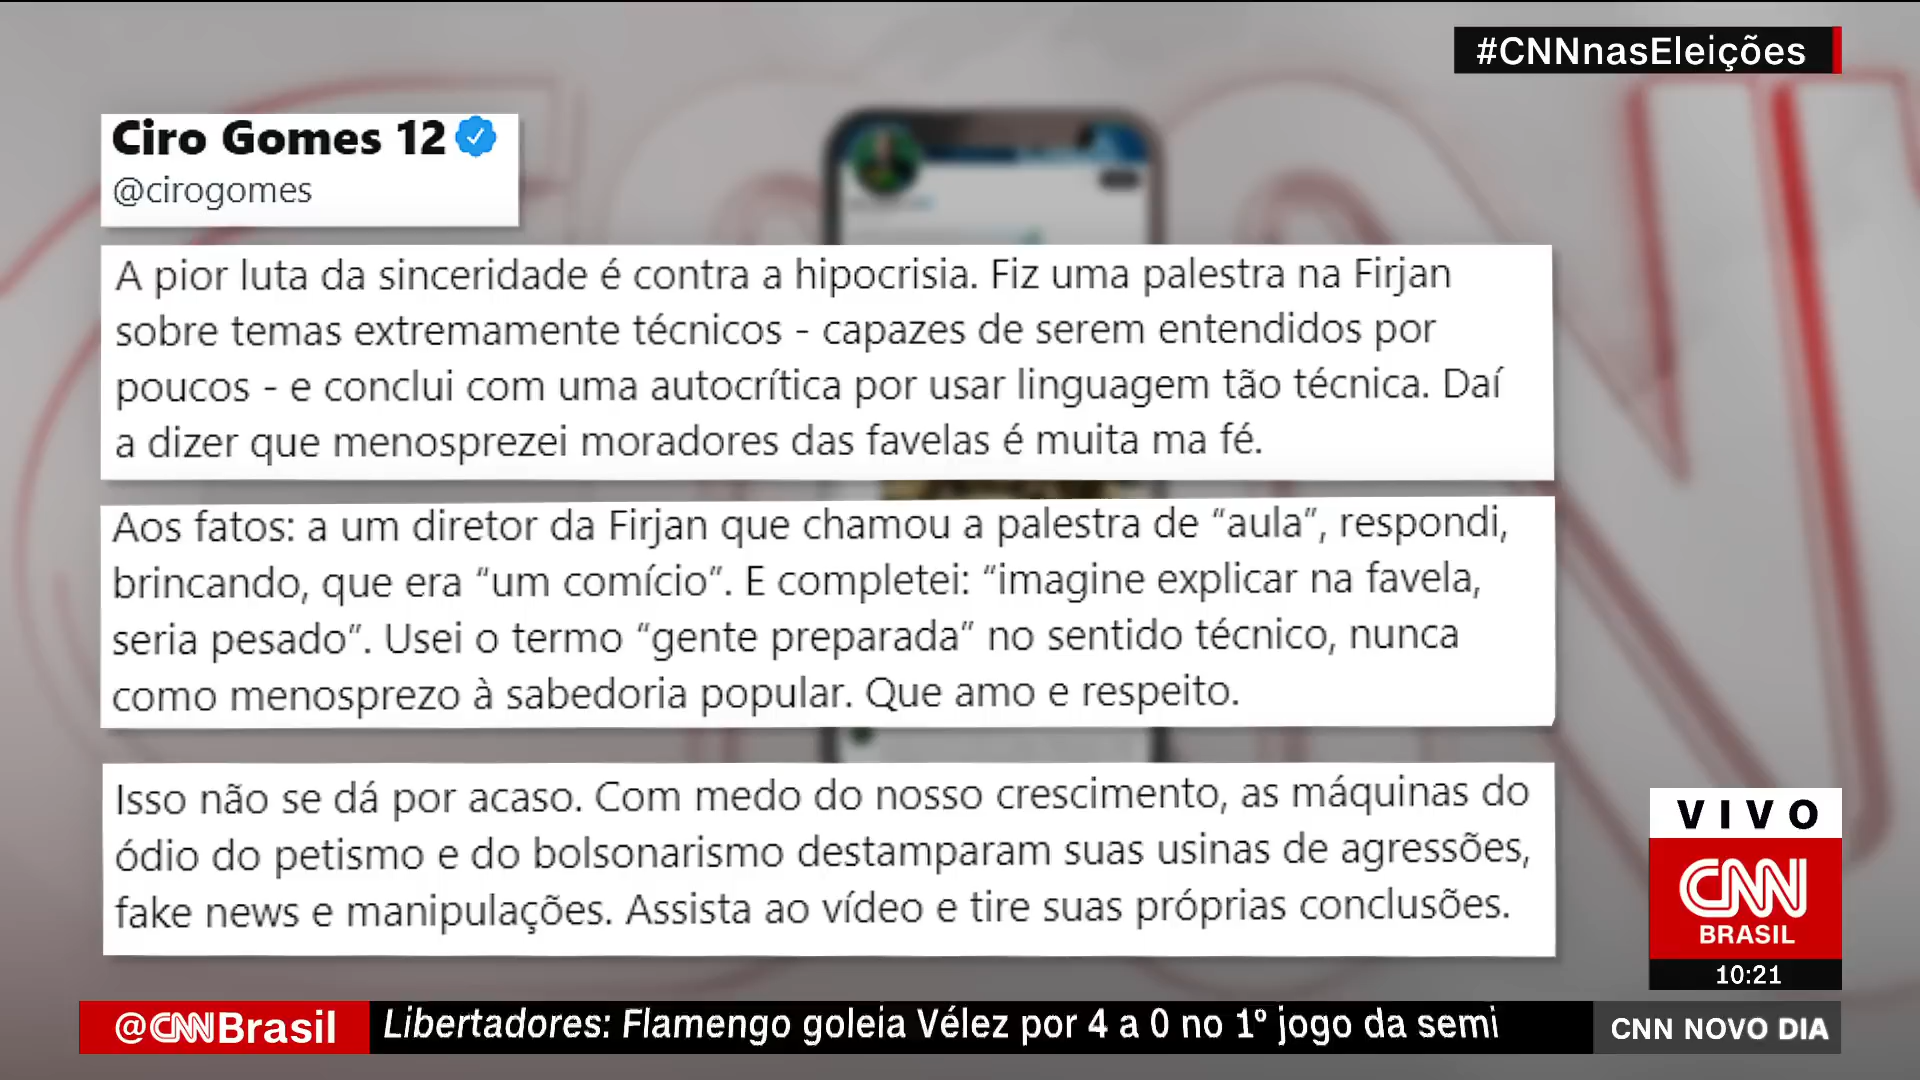 #CNNnasEleições
Ciro Gomes 12
@cirogomes
A pior luta da sinceridade é contra a hipocrisia. Fiz uma palestra na Firjan
sobre temas extremamente técnicos - capazes de serem entendidos por
poucos - e conclui com uma autocrítica por usar linguagem tão técnica. Daí
a dizer que menosprezei moradores das favelas é muita ma fé.
Aos fatos: a um diretor da Firjan que chamou a palestra de “aula”, respondi,
brincando, que era “um comício”. E completei: “imagine explicar na favela,
seria pesado”. Usei o termo “gente preparada” no sentido técnico, nunca
como menosprezo à sabedoria popular. Que amo e respeito.
Isso não se dá por acaso. Com medo do nosso crescimento, as máquinas do
ódio do petismo e do bolsonarismo destamparam suas usinas de agressões,
fake news e manipulações. Assista ao vídeo e tire suas próprias conclusões.
VIVO
CNN
BRASIL
10:21
@CNNBrasil
Libertadores: Flamengo goleia Vélez por 4 a 0 no 1º jogo da semi
CNN NOVO DIA